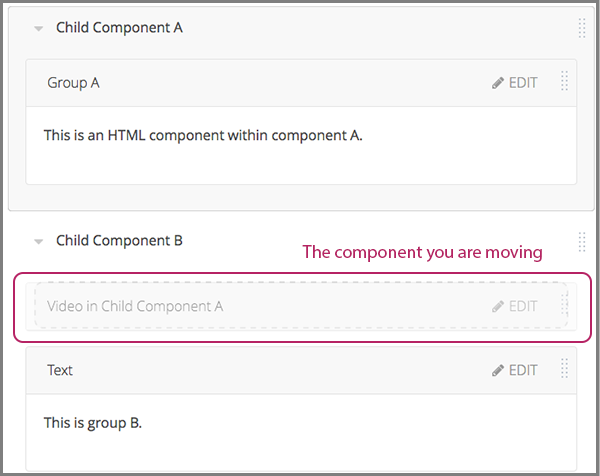 Child Component A
Group A EDIT
This is an HTML component within component A.
Child Component B
The component you are moving
Video in Child Component A EDIT
Text EDIT
This is group B.